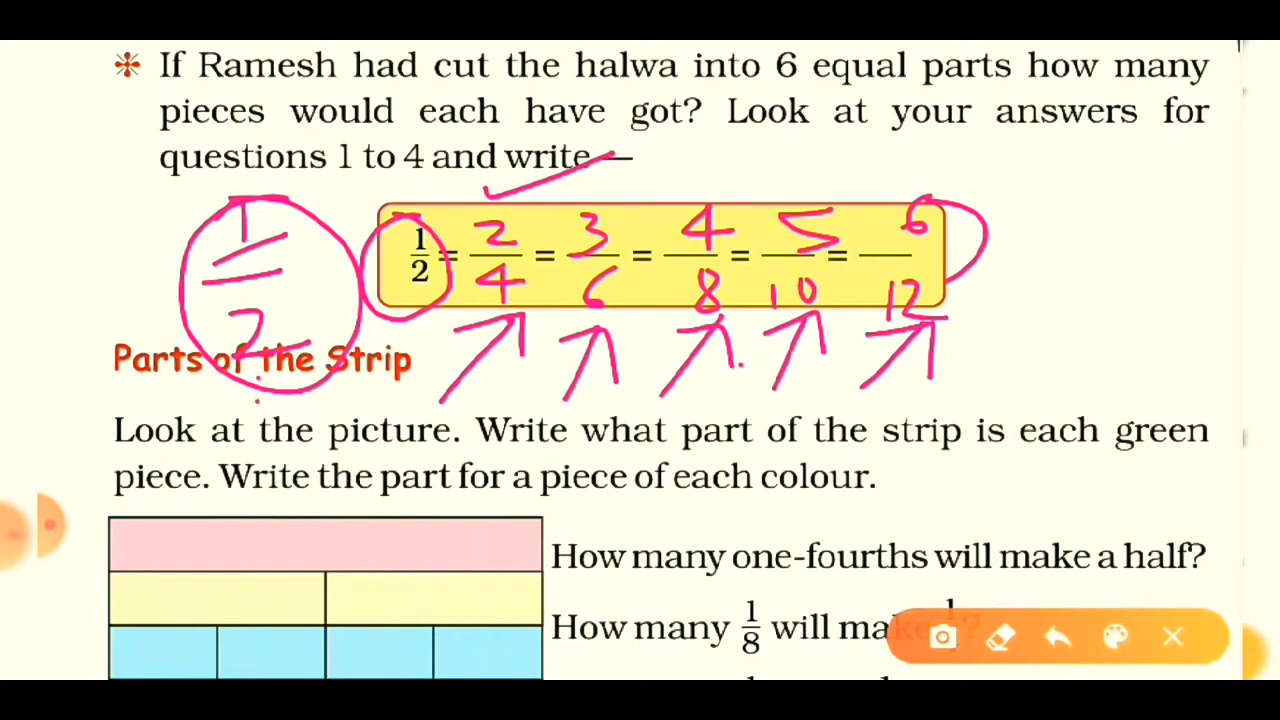 ❉ If Ramesh had cut the halwa into 6 equal parts how many
pieces would each have got? Look at your answers for
questions 1 to 4 and write —
1/2
1/2 = 2/4 = 3/6 = 4/8 = 5/10 = 6/12
Parts of the Strip
Look at the picture. Write what part of the strip is each green
piece. Write the part for a piece of each colour.
How many one-fourths will make a half?
How many 1/8 will make